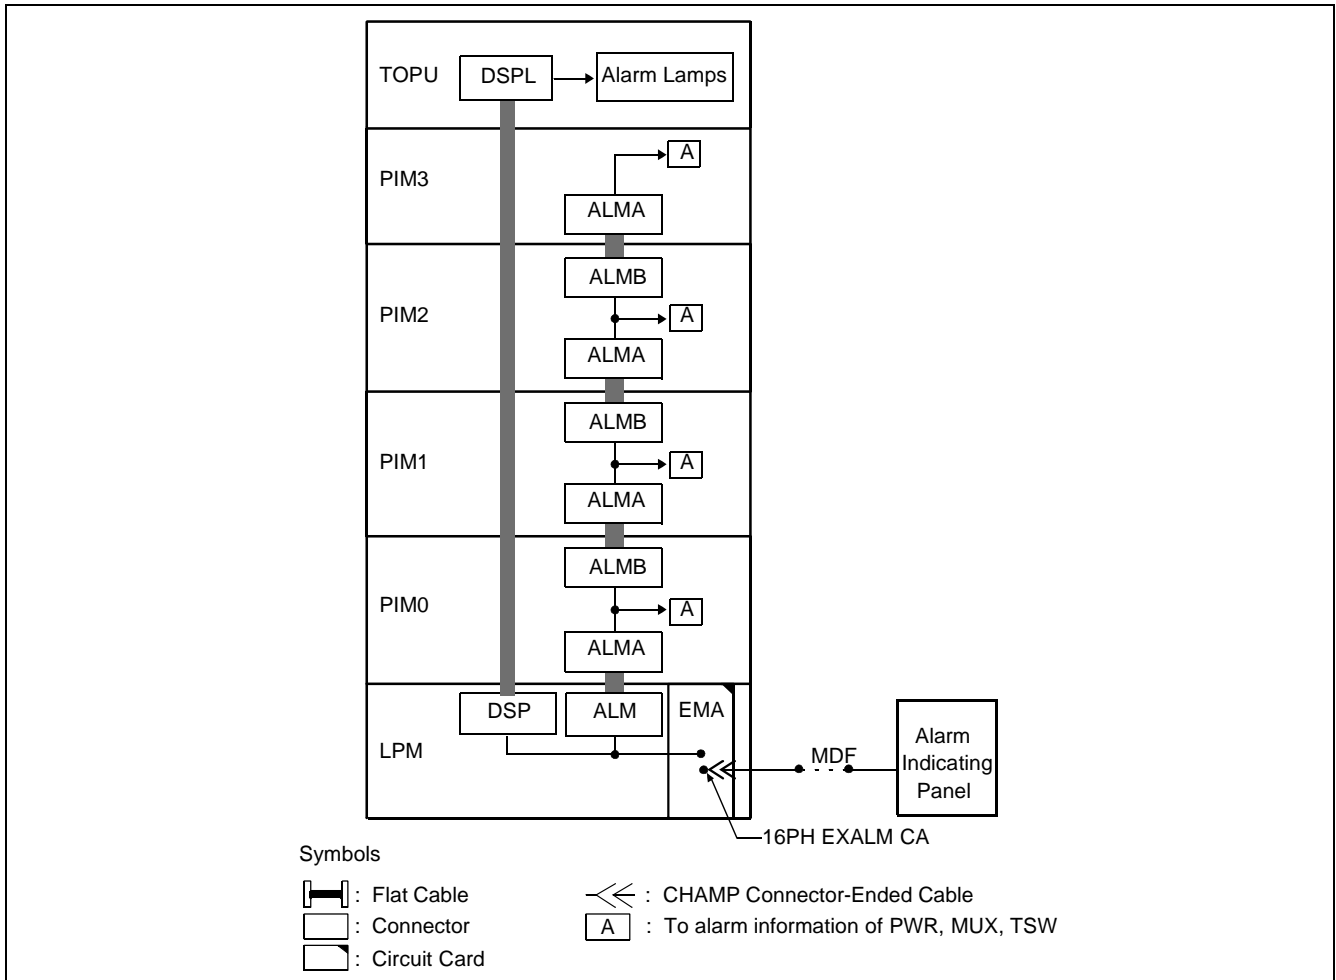 TOPU DSPL Alarm Lamps
A
PIM3
ALMA
ALMB
PIM2 A
ALMA
ALMB
PIM1 A
ALMA
ALMB
PIM0 A
ALMA
DSP ALM EMA
LPM
MDF
Alarm
Indicating
Panel
16PH EXALM CA
Symbols
: Flat Cable
: CHAMP Connector-Ended Cable
: Connector
A : To alarm information of PWR, MUX, TSW
: Circuit Card